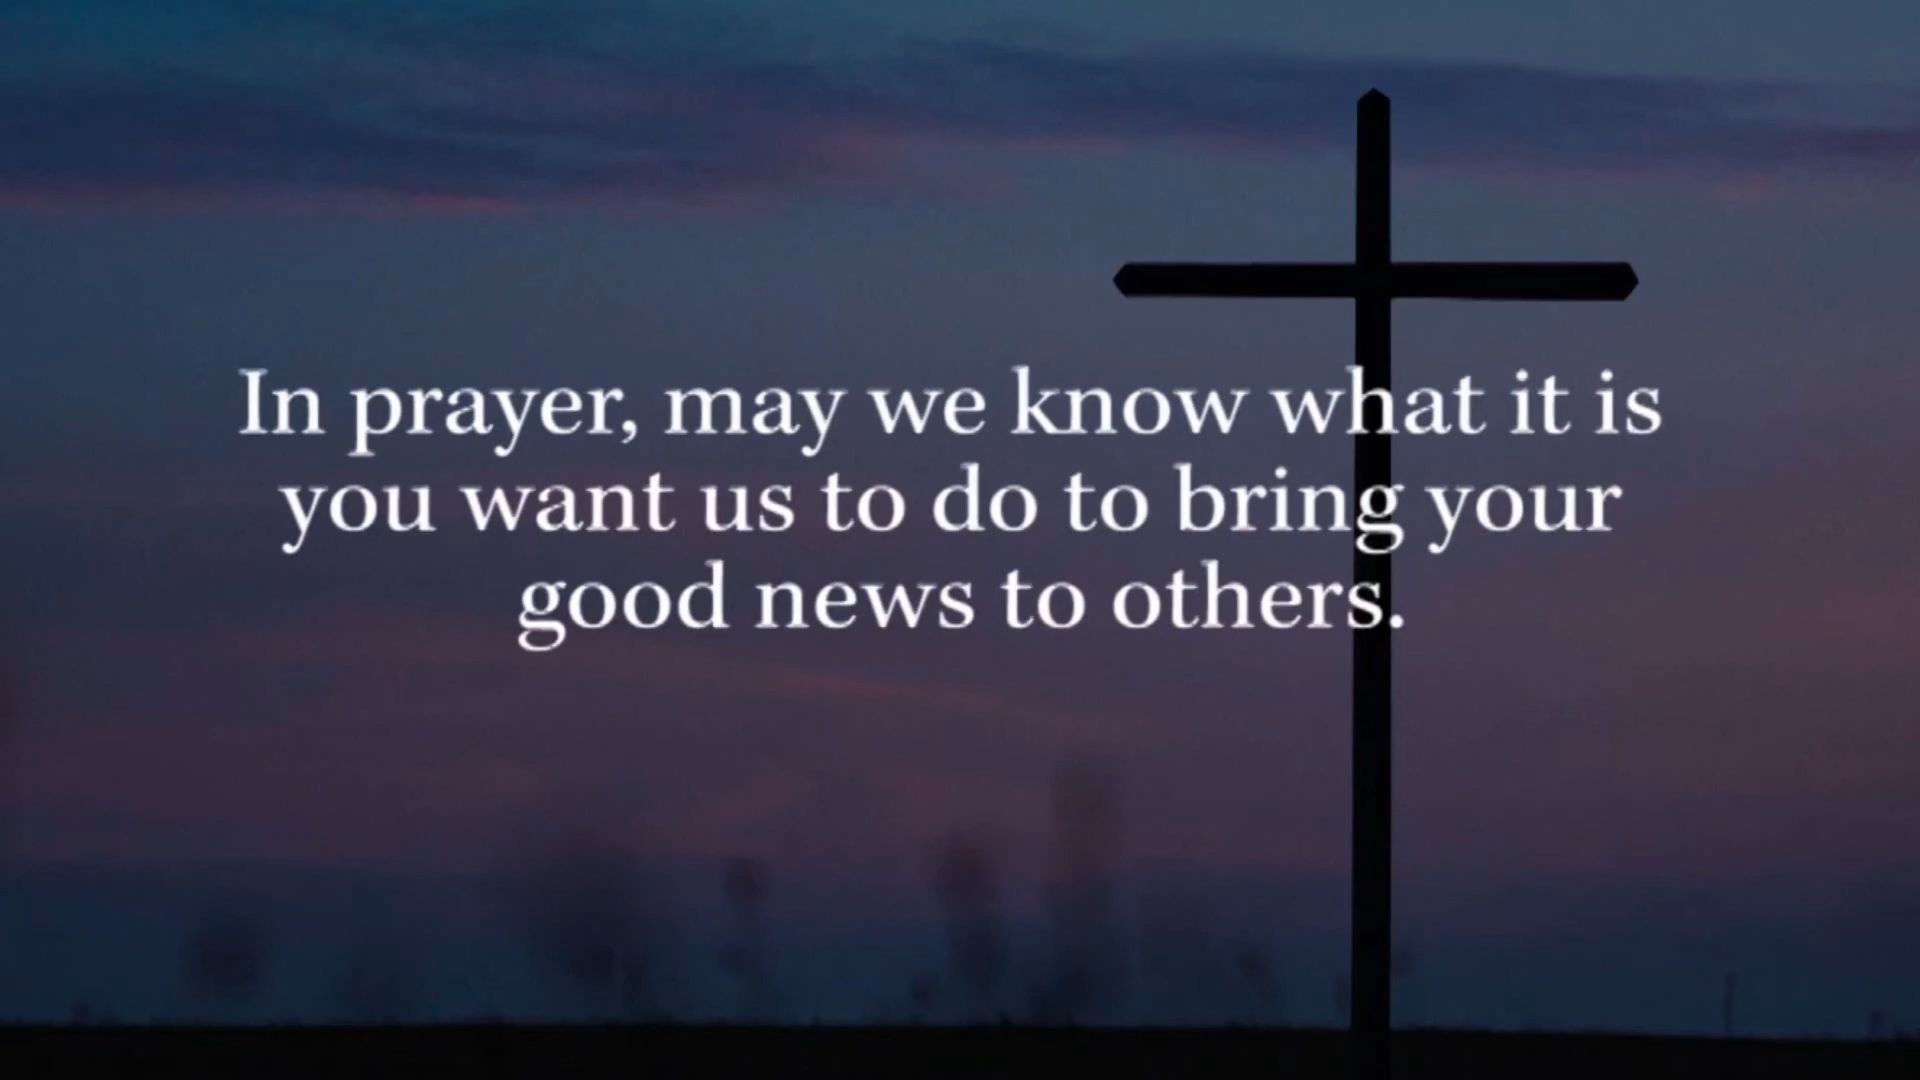 In prayer, may we know what it is
you want us to do to bring your
good news to others.